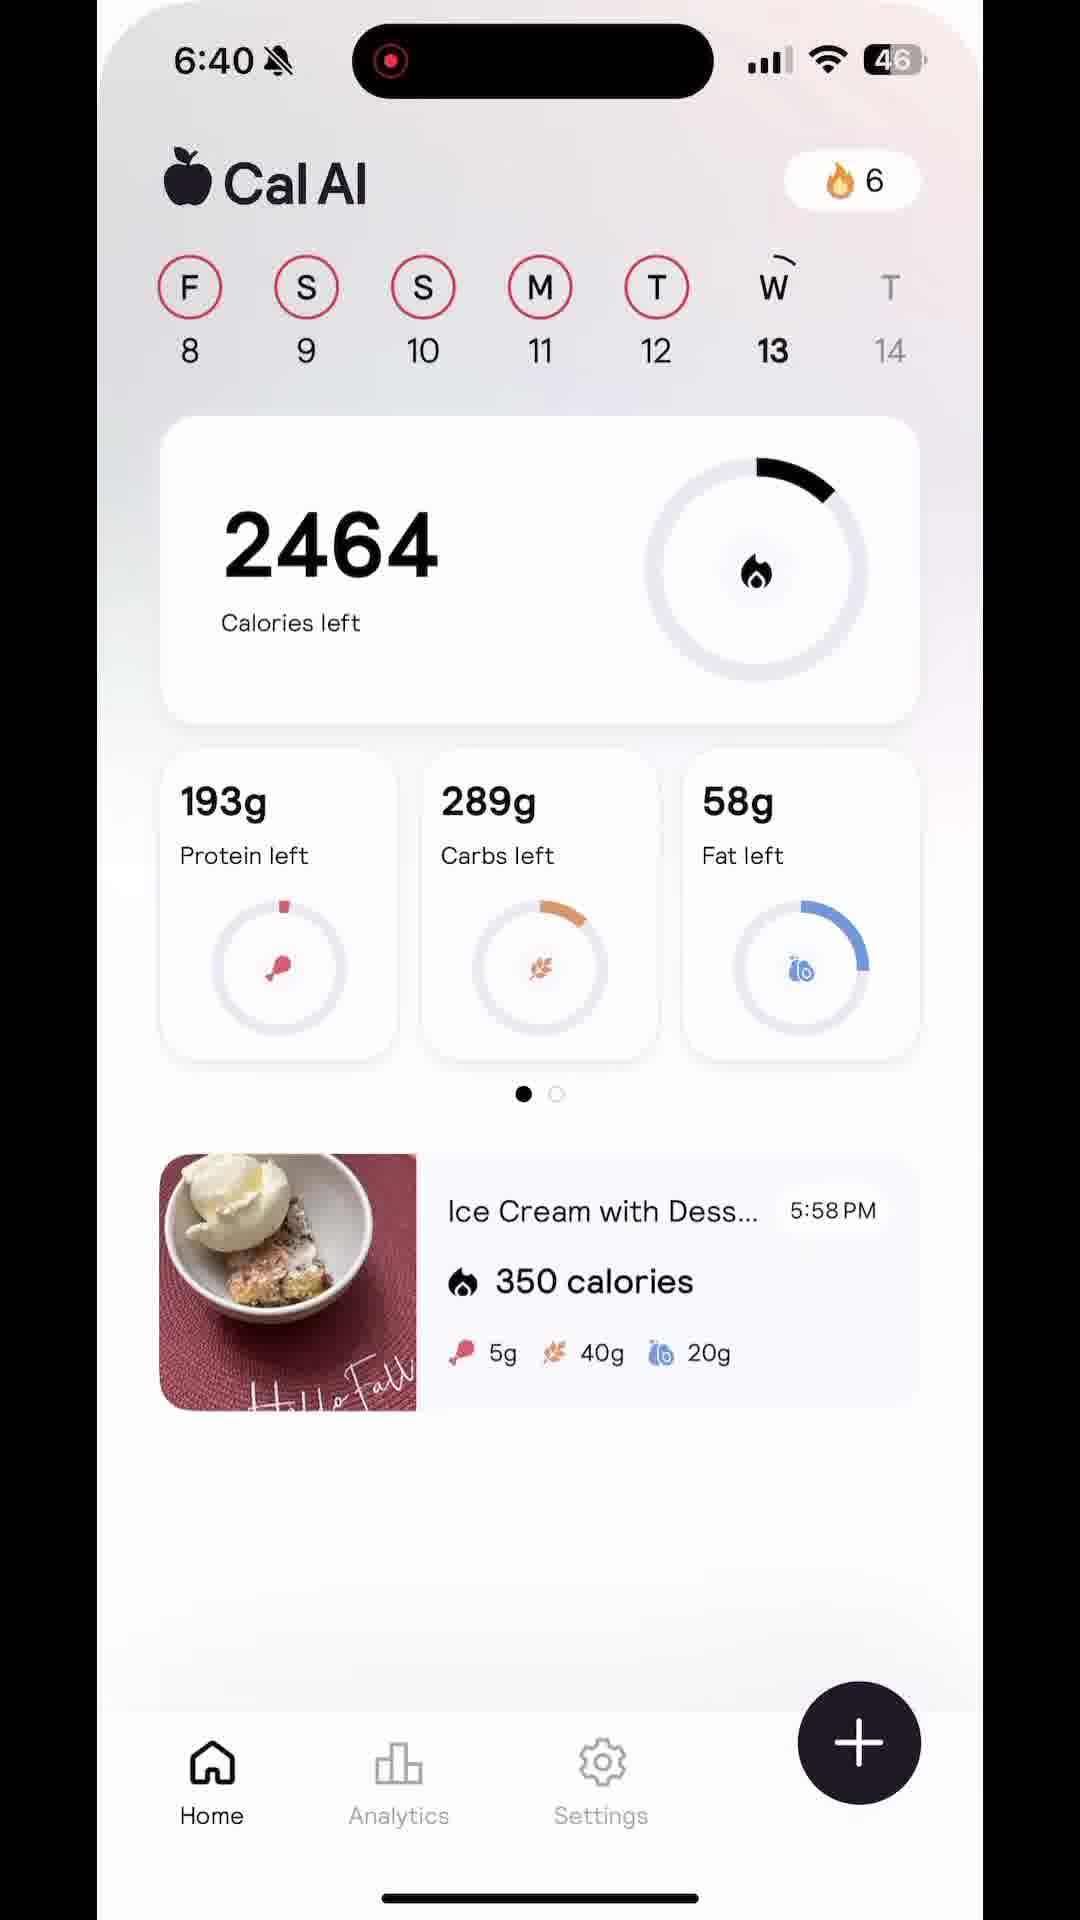 6:40
46
Cal AI
6
F S S M T W T
8 9 10 11 12 13 14
2464
Calories left
193g 289g 58g
Protein left Carbs left Fat left
Ice Cream with Dess... 5:58 PM
350 calories
5g 40g 20g
Hello Fall
Home Analytics Settings